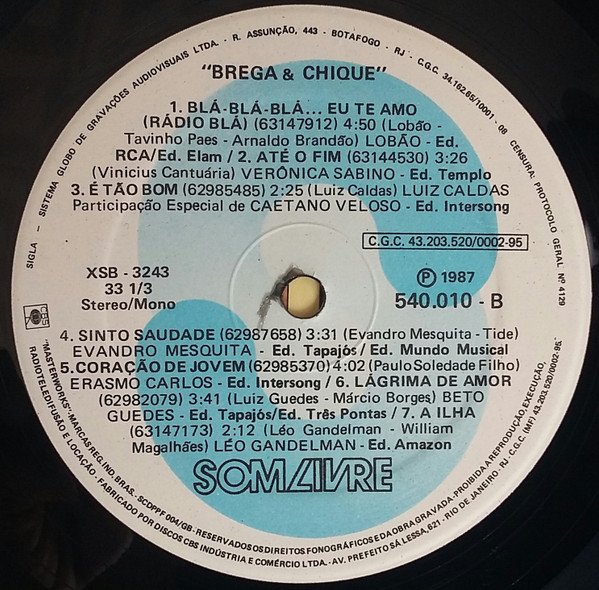 SIGLA — SISTEMA GLOBO DE GRAVAÇÕES AUDIOVISUAIS LTDA. - R. ASSUNÇÃO, 443 - BOTAFOGO - RJ - C.G.C. 34.162.65/10001 - 08 CENSURA: PROTOCOLO GERAL Nº 4129
"BREGA & CHIQUE"
1. BLÁ-BLÁ-BLÁ... EU TE AMO
(RÁDIO BLÁ) (63147912) 4:50 (Lobão -
Tavinho Paes - Arnaldo Brandão) LOBÃO - Ed.
RCA/Ed. Elam / 2. ATÉ O FIM (63144530) 3:26
(Vinicius Cantuária) VERÔNICA SABINO - Ed. Templo
3. É TÃO BOM (62985485) 2:25 (Luiz Caldas) LUIZ CALDAS
Participação Especial de CAETANO VELOSO - Ed. Intersong
C.G.C. 43.203.520/0002-95
XSB - 3243
33 1/3
Stereo/Mono
Ⓟ 1987
540.010 - B
CBS
4. SINTO SAUDADE (62987658) 3:31 (Evandro Mesquita - Tide)
EVANDRO MESQUITA - Ed. Tapajós/Ed. Mundo Musical
5. CORAÇÃO DE JOVEM (62985370) 4:02 (Paulo Soledade Filho)
ERASMO CARLOS - Ed. Intersong / 6. LÁGRIMA DE AMOR
(62982079) 3:41 (Luiz Guedes - Márcio Borges) BETO
GUEDES - Ed. Tapajós/Ed. Três Pontas / 7. A ILHA
(63147173) 2:12 (Léo Gandelman - William
Magalhães) LÉO GANDELMAN - Ed. Amazon
SOM LIVRE
"MASTERWORKS"-MARCAS REG. IND. BRAS. - SCDPPF 004/GB - RESERVADOS OS DIREITOS FONOGRÁFICOS E DA OBRA GRAVADA - PROIBIDA A REPRODUÇÃO, EXECUÇÃO,
RADIOTELEDIFUSÃO E LOCAÇÃO - FABRICADO POR DISCOS CBS INDÚSTRIA E COMÉRCIO LTDA. - AV. PREFEITO SÁ LESSA, 621 - RIO DE JANEIRO - RJ - C.G.C. (MF) 43.203.520/0002-95.